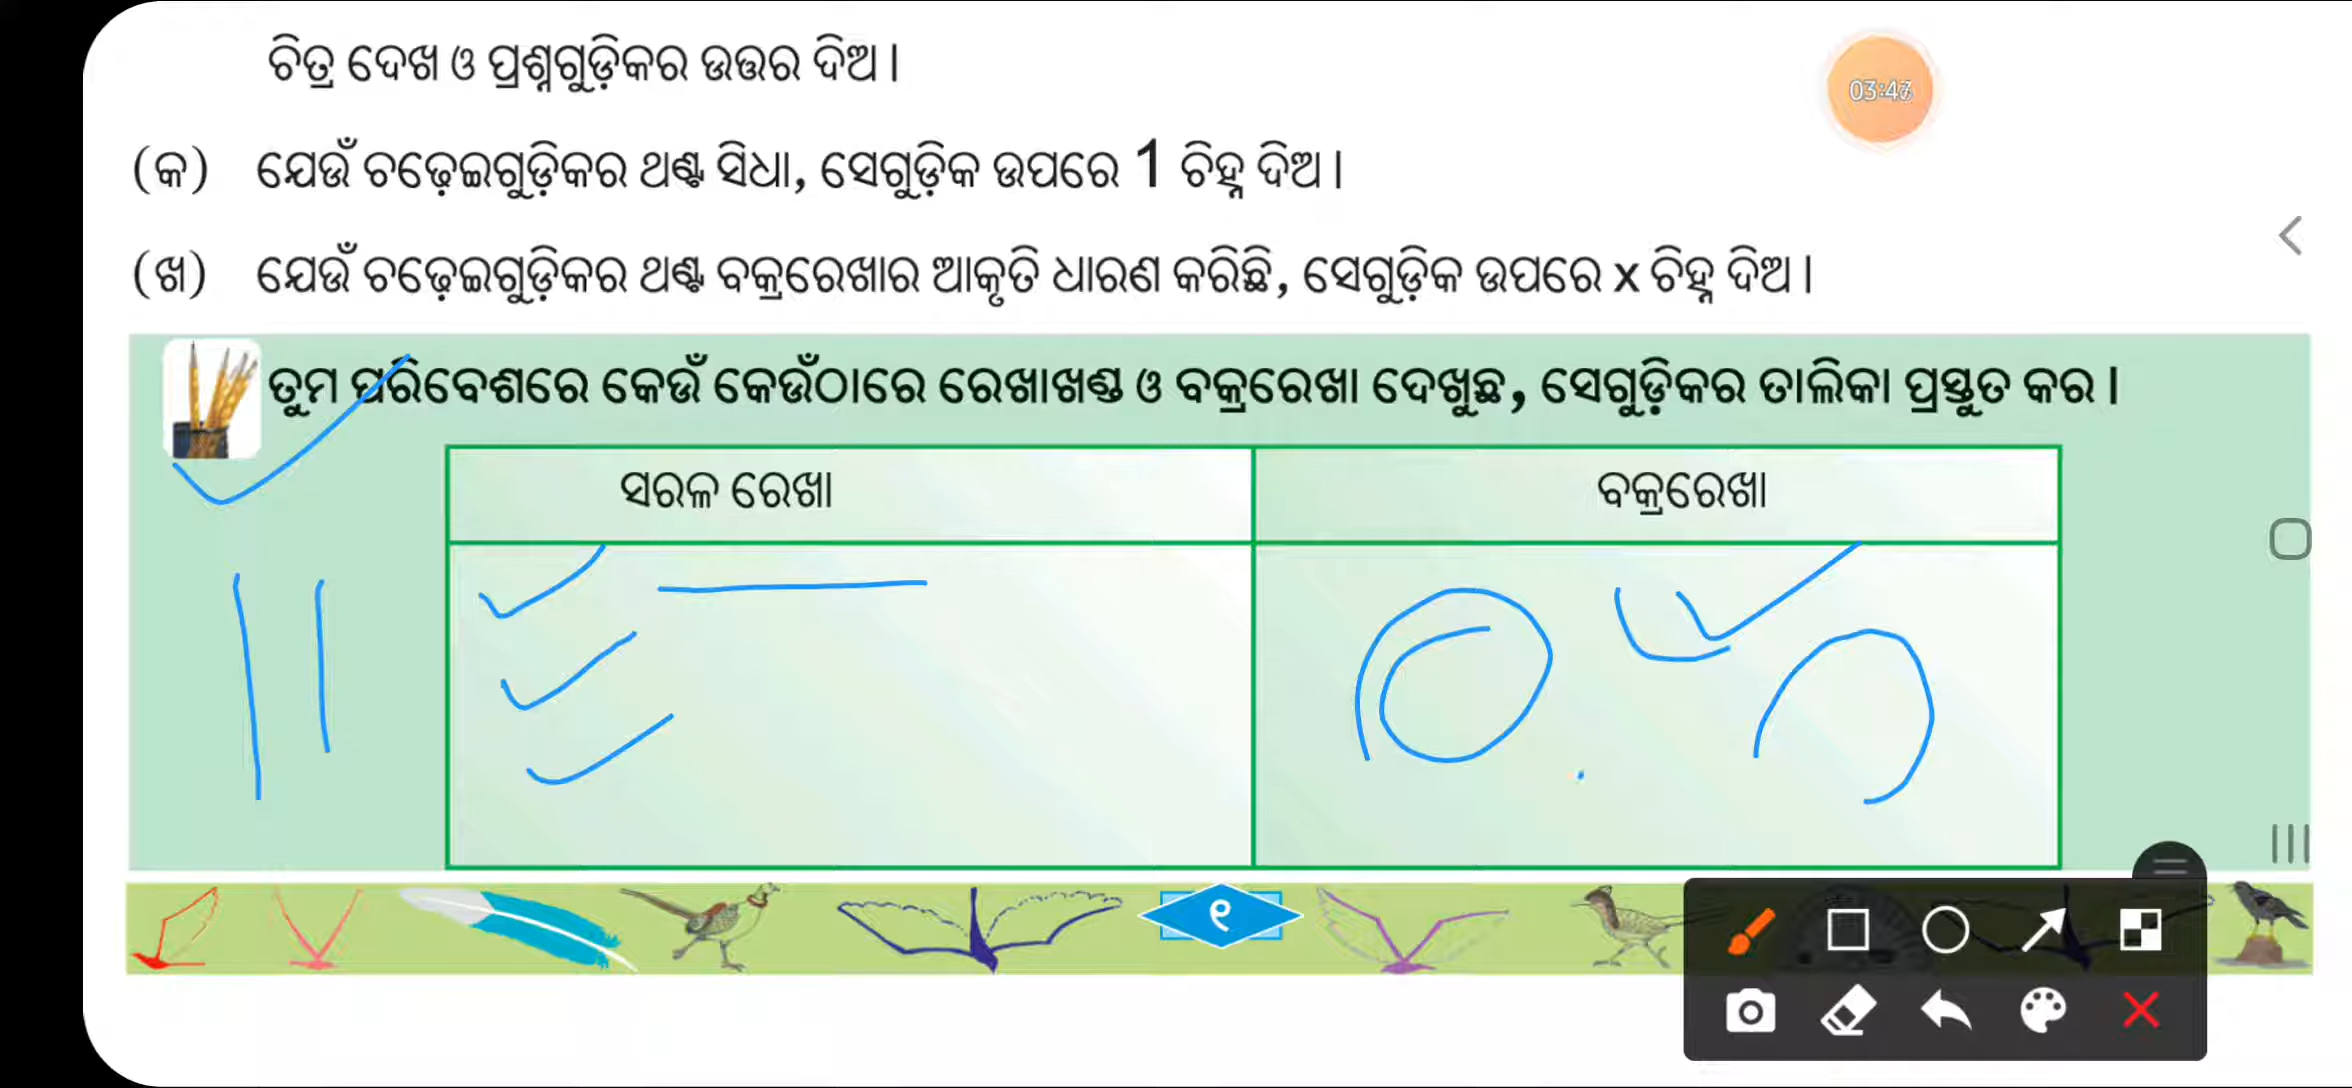 ଚିତ୍ର ଦେଖ ଓ ପ୍ରଶ୍ନଗୁଡ଼ିକର ଉତ୍ତର ଦିଅ।
03:43
(କ) ଯେଉଁ ଚଢ଼େଇଗୁଡ଼ିକର ଥଣ୍ଟ ସିଧା, ସେଗୁଡ଼ିକ ଉପରେ 1 ଚିହ୍ନ ଦିଅ।
(ଖ) ଯେଉଁ ଚଢ଼େଇଗୁଡ଼ିକର ଥଣ୍ଟ ବକ୍ରରେଖାର ଆକୃତି ଧାରଣ କରିଛି, ସେଗୁଡ଼ିକ ଉପରେ x ଚିହ୍ନ ଦିଅ।
ତୁମ ପରିବେଶରେ କେଉଁ କେଉଁଠାରେ ରେଖାଖଣ୍ଡ ଓ ବକ୍ରରେଖା ଦେଖୁଛ, ସେଗୁଡ଼ିକର ତାଲିକା ପ୍ରସ୍ତୁତ କର।
ସରଳ ରେଖା ବକ୍ରରେଖା
୧